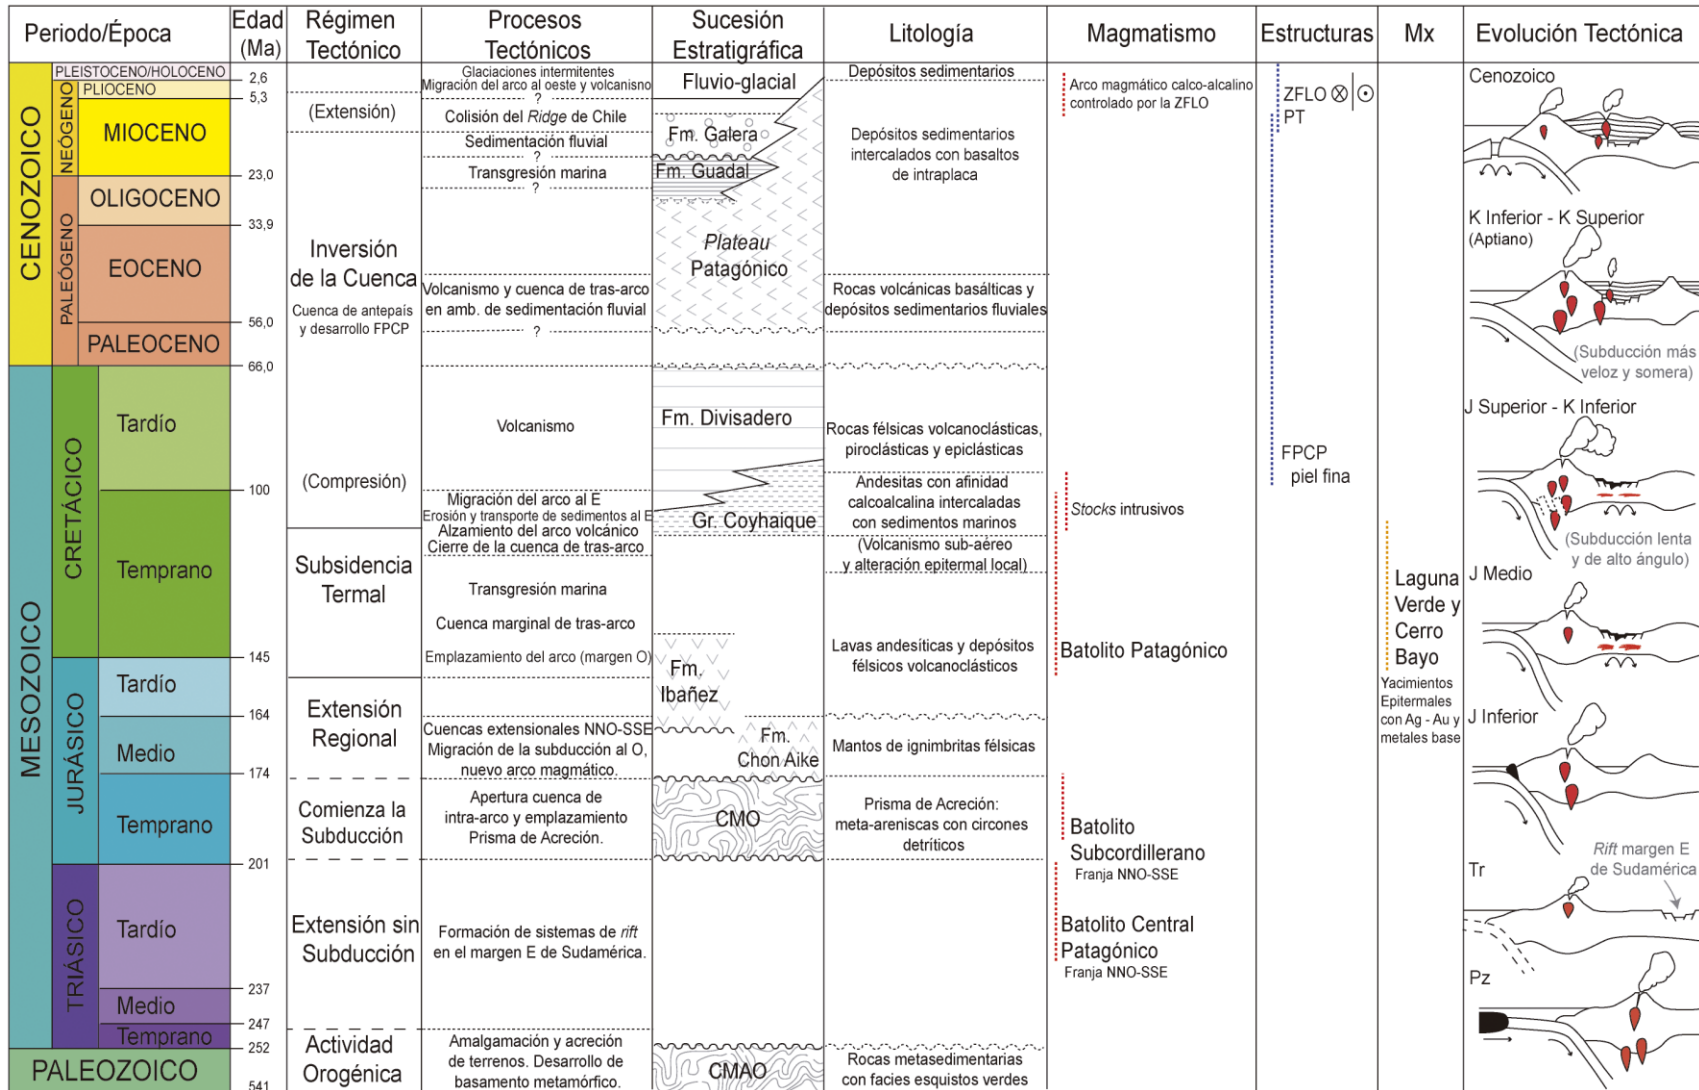 Periodo/Época
Edad
(Ma)
Régimen
Tectónico
Procesos
Tectónicos
Sucesión
Estratigráfica
Litología
Magmatismo
Estructuras
Mx
Evolución Tectónica
CENOZOICO
NEÓGENO
PALEÓGENO
PLEISTOCENO/HOLOCENO
PLIOCENO
MIOCENO
OLIGOCENO
EOCENO
PALEOCENO
MESOZOICO
CRETÁCICO
Tardío
Temprano
JURÁSICO
Tardío
Medio
Temprano
TRIÁSICO
Tardío
Medio
Temprano
PALEOZOICO
2,6
5,3
23,0
33,9
56,0
66,0
100
145
164
174
201
237
247
252
541
(Extensión)
Inversión
de la Cuenca
Cuenca de antepaís
y desarrollo FPCP
(Compresión)
Subsidencia
Termal
Extensión
Regional
Comienza la
Subducción
Extensión sin
Subducción
Actividad
Orogénica
Glaciaciones intermitentes
Migración del arco al oeste y volcanisno
?
Colisión del Ridge de Chile
Sedimentación fluvial
?
Transgresión marina
?
Volcanismo y cuenca de tras-arco
en amb. de sedimentación fluvial
?
Volcanismo
Migración del arco al E
Erosión y transporte de sedimentos al E
Alzamiento del arco volcánico
Cierre de la cuenca de tras-arco
Transgresión marina
Cuenca marginal de tras-arco
Emplazamiento del arco (margen O)
Cuencas extensionales NNO-SSE
Migración de la subducción al O,
nuevo arco magmático.
Apertura cuenca de
intra-arco y emplazamiento
Prisma de Acreción.
Formación de sistemas de rift
en el margen E de Sudamérica.
Amalgamación y acreción
de terrenos. Desarrollo de
basamento metamórfico.
Fluvio-glacial
Fm. Galera
Fm. Guadal
Plateau
Patagónico
Fm. Divisadero
Gr. Coyhaique
Fm.
Ibañez
Fm.
Chon Aike
CMO
CMAO
Depósitos sedimentarios
Depósitos sedimentarios
intercalados con basaltos
de intraplaca
Rocas volcánicas basálticas y
depósitos sedimentarios fluviales
Rocas félsicas volcanoclásticas,
piroclásticas y epiclásticas
Andesitas con afinidad
calcoalcalina intercaladas
con sedimentos marinos
(Volcanismo sub-aéreo
y alteración epitermal local)
Lavas andesíticas y depósitos
félsicos volcanoclásticos
Mantos de ignimbritas félsicas
Prisma de Acreción:
meta-areniscas con circones
detríticos
Rocas metasedimentarias
con facies esquistos verdes
Arco magmático calco-alcalino
controlado por la ZFLO
Stocks intrusivos
Batolito Patagónico
Batolito
Subcordillerano
Franja NNO-SSE
Batolito Central
Patagónico
Franja NNO-SSE
ZFLO
PT
FPCP
piel fina
Laguna
Verde y
Cerro
Bayo
Yacimientos
Epitermales
con Ag - Au y
metales base
Cenozoico
K Inferior - K Superior
(Aptiano)
(Subducción más
veloz y somera)
J Superior - K Inferior
(Subducción lenta
y de alto ángulo)
J Medio
J Inferior
Rift margen E
de Sudamérica
Tr
Pz